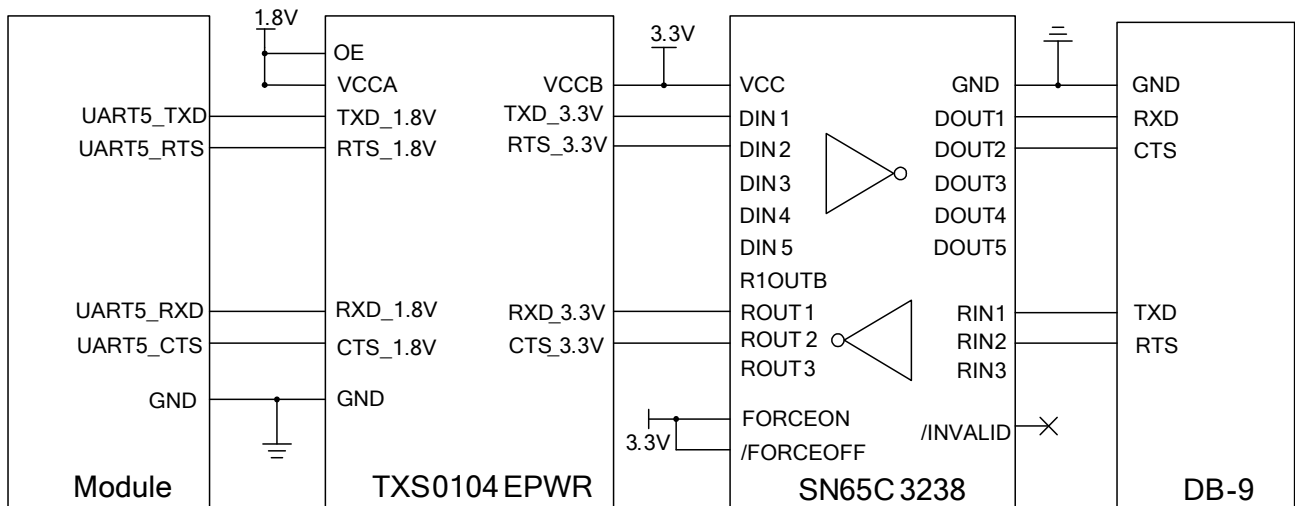 1.8V
3.3V
OE
VCCA
VCCB
VCC
GND
GND
UART5_TXD
TXD_1.8V
TXD_3.3V
DIN1
DOUT1
RXD
UART5_RTS
RTS_1.8V
RTS_3.3V
DIN2
DOUT2
CTS
DIN3
DOUT3
DIN4
DOUT4
DIN5
DOUT5
R1OUTB
UART5_RXD
RXD_1.8V
RXD_3.3V
ROUT1
RIN1
TXD
UART5_CTS
CTS_1.8V
CTS_3.3V
ROUT2
RIN2
RTS
ROUT3
RIN3
GND
GND
FORCEON
3.3V
/FORCEOFF
/INVALID
Module
TXS0104EPWR
SN65C3238
DB-9